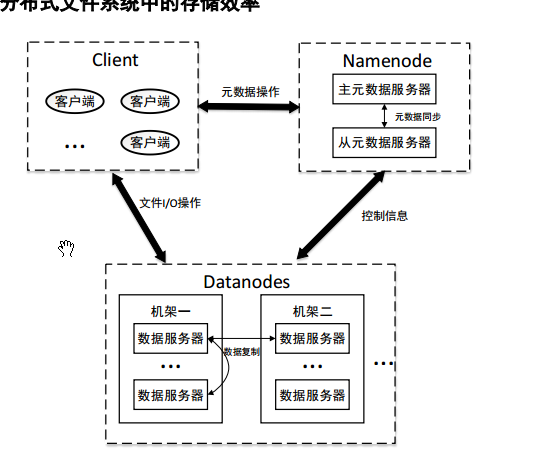 分布式文件系统中的存储效率
Client
Namenode
客户端
客户端
...
客户端
元数据操作
主元数据服务器
元数据同步
从元数据服务器
文件I/O操作
控制信息
Datanodes
机架一
机架二
数据服务器
数据服务器
数据复制
...
...
...
数据服务器
数据服务器